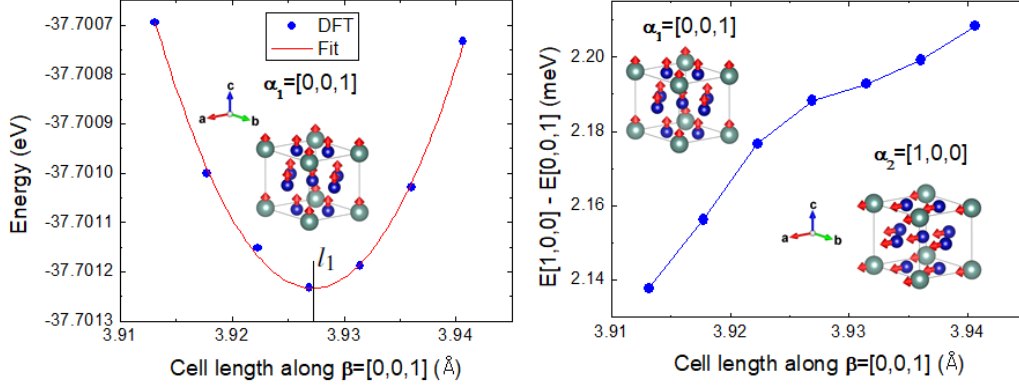 -37.7007
-37.7008
-37.7009
-37.7010
-37.7011
-37.7012
-37.7013
Energy (eV)
DFT
Fit
α₁=[0,0,1]
c
a
b
l₁
3.91
3.92
3.93
3.94
Cell length along β=[0,0,1] (Å)
2.20
2.18
2.16
2.14
E[1,0,0] - E[0,0,1] (meV)
α₁=[0,0,1]
α₂=[1,0,0]
c
a
b
3.91
3.92
3.93
3.94
Cell length along β=[0,0,1] (Å)